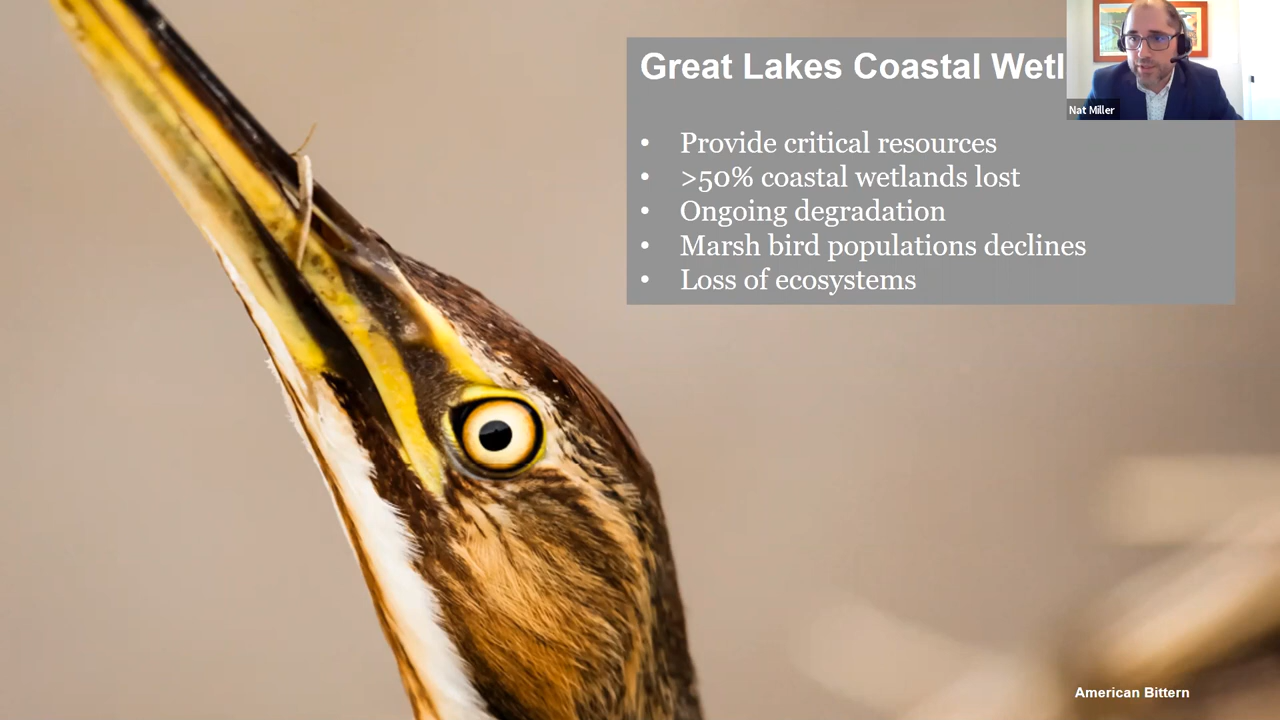 Great Lakes Coastal Wetl
Nat Miller
• Provide critical resources
• >50% coastal wetlands lost
• Ongoing degradation
• Marsh bird populations declines
• Loss of ecosystems
American Bittern